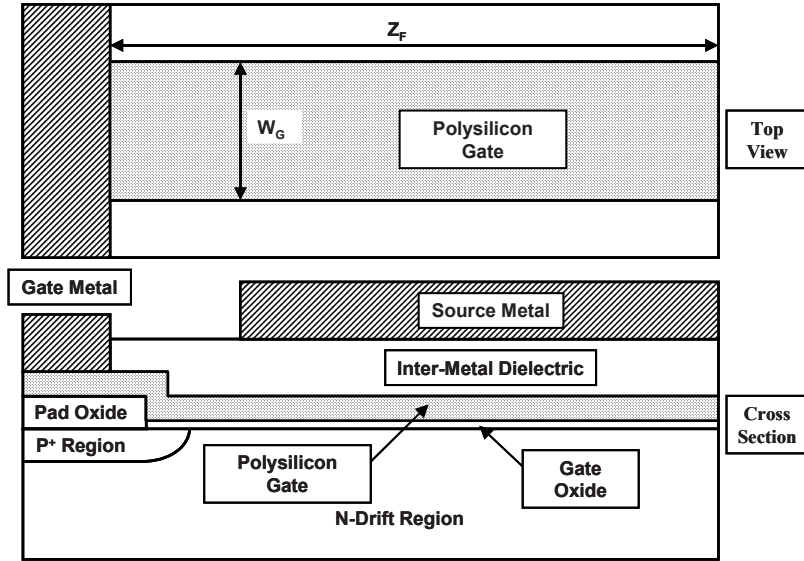 Z_F
W_G
Polysilicon
Gate
Top
View
Gate Metal
Source Metal
Inter-Metal Dielectric
Pad Oxide
P⁺ Region
Cross
Section
Polysilicon
Gate
Gate
Oxide
N-Drift Region